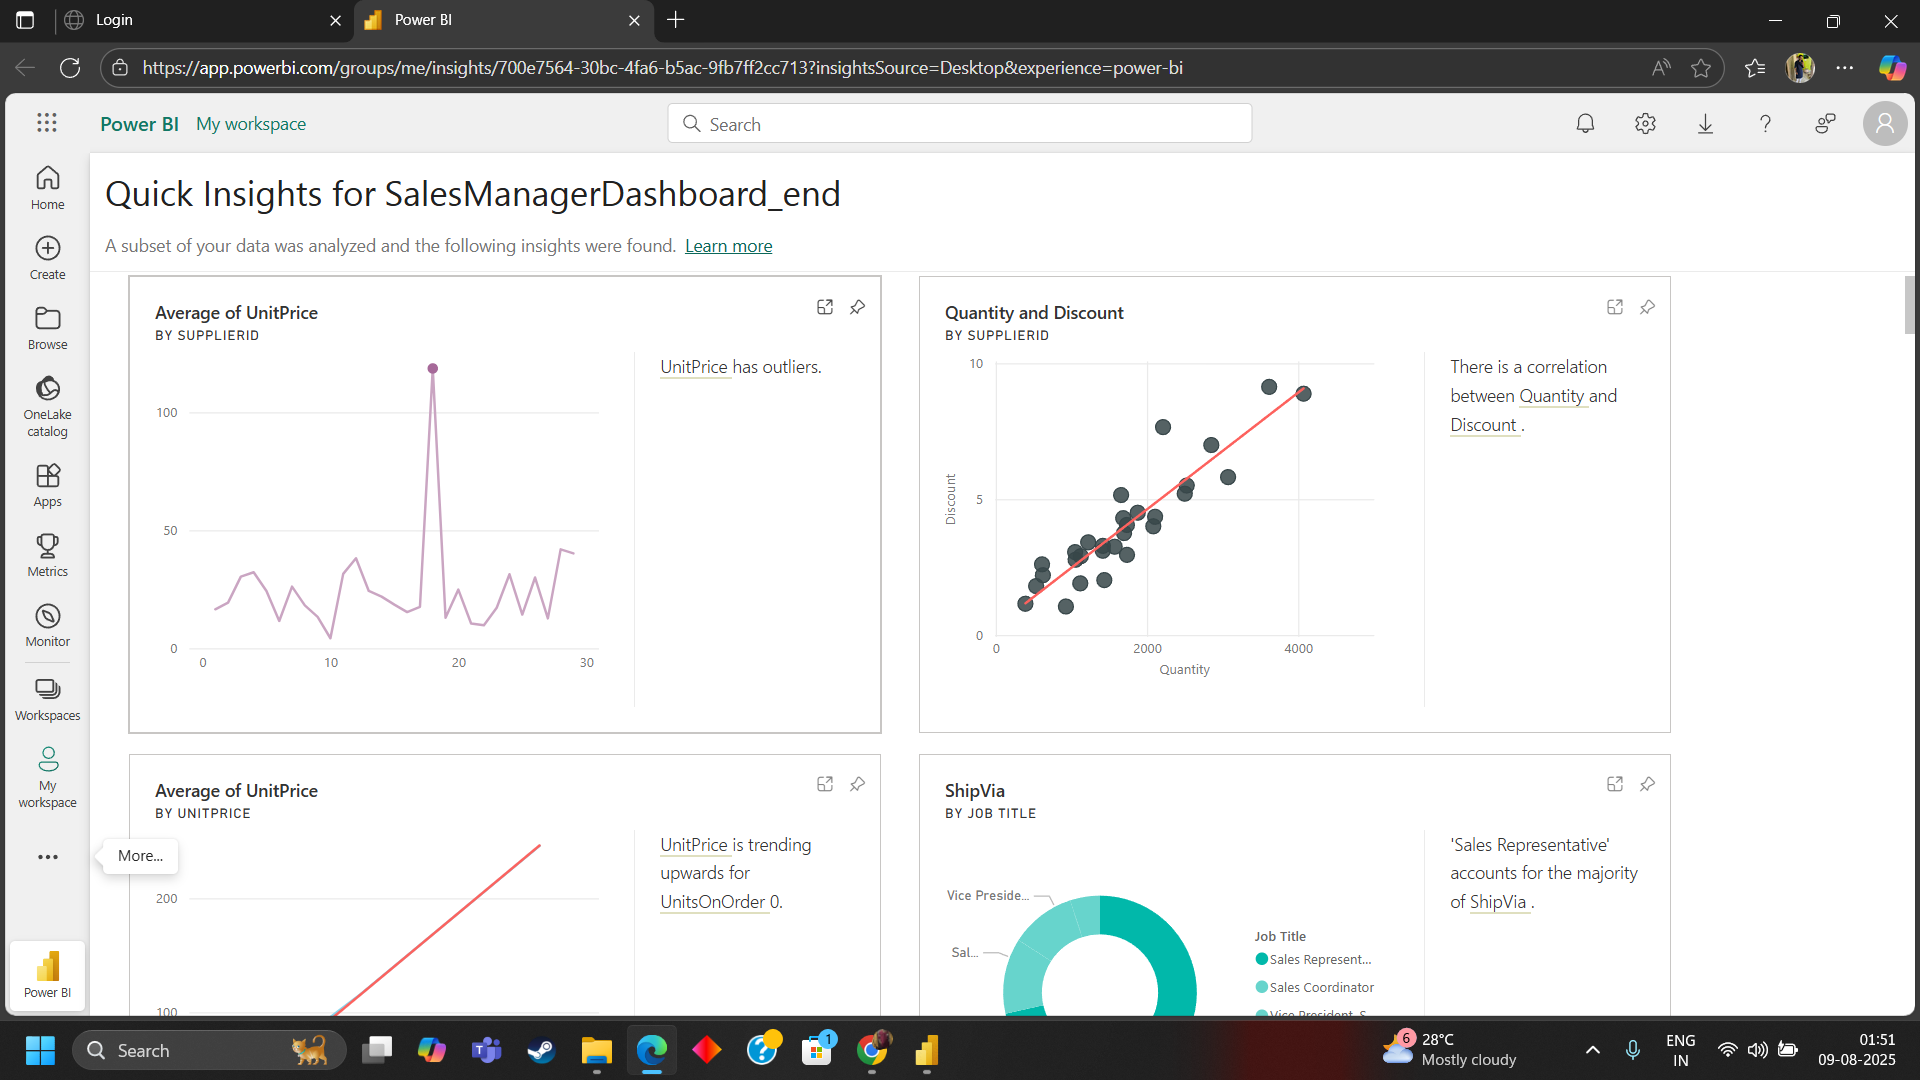 Login
Power BI
https://app.powerbi.com/groups/me/insights/700e7564-30bc-4fa6-b5ac-9fb7ff2cc713?insightsSource=Desktop&experience=power-bi
Power BI My workspace
Search
Quick Insights for SalesManagerDashboard_end
A subset of your data was analyzed and the following insights were found. Learn more
Home
Create
Browse
OneLake
catalog
Apps
Metrics
Monitor
Workspaces
My
workspace
More...
Power BI
Average of UnitPrice
BY SUPPLIERID
UnitPrice has outliers.
100
50
0
0 10 20 30
Quantity and Discount
BY SUPPLIERID
There is a correlation
between Quantity and
Discount .
10
5
0
Discount
0 2000 4000
Quantity
Average of UnitPrice
BY UNITPRICE
UnitPrice is trending
upwards for
UnitsOnOrder 0.
200
100
ShipVia
BY JOB TITLE
'Sales Representative'
accounts for the majority
of ShipVia .
Vice Preside...
Sal...
Job Title
Sales Represent...
Sales Coordinator
Vice President, S...
Search
1
6
28°C
Mostly cloudy
ENG
IN
01:51
09-08-2025